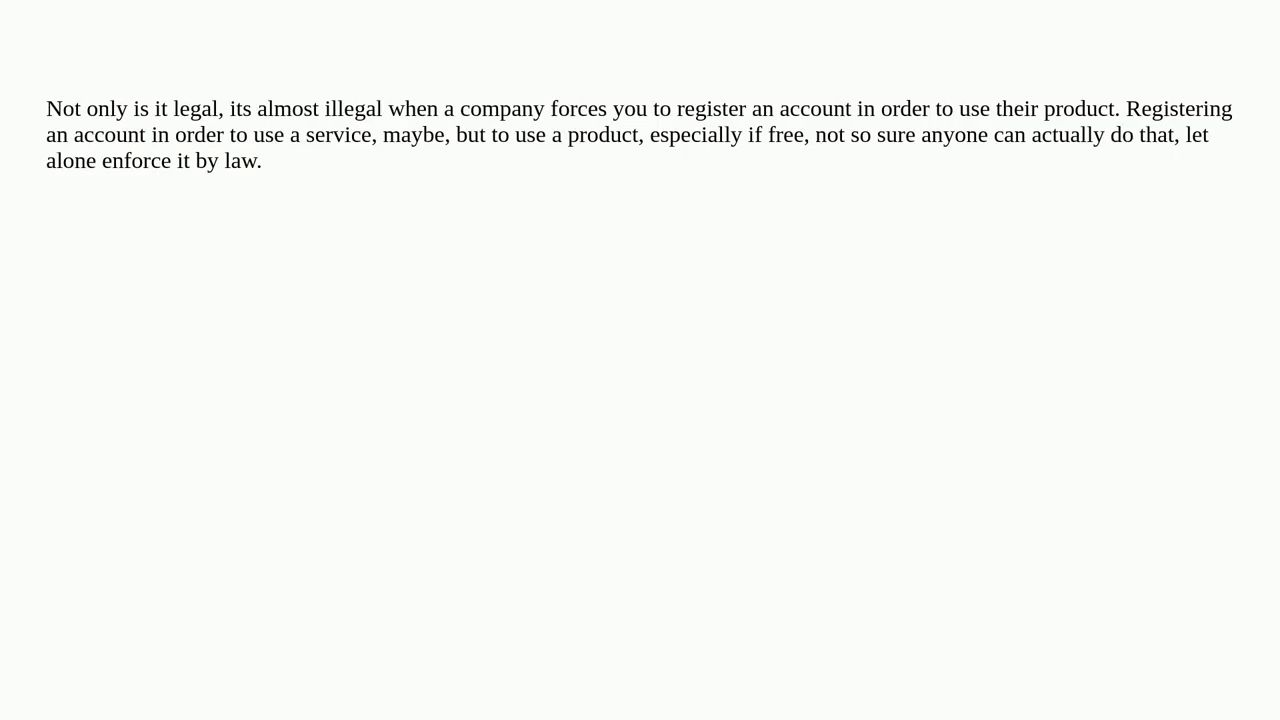 Not only is it legal, its almost illegal when a company forces you to register an account in order to use their product. Registering
an account in order to use a service, maybe, but to use a product, especially if free, not so sure anyone can actually do that, let
alone enforce it by law.